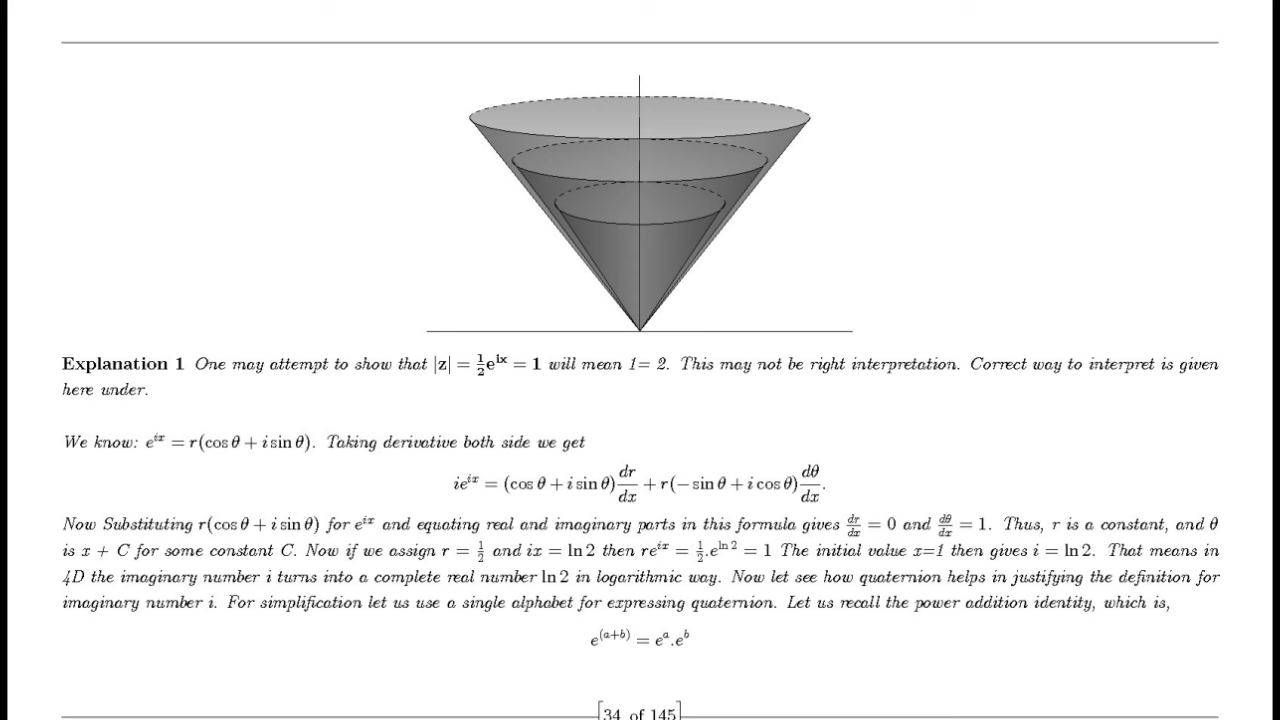 Explanation 1 One may attempt to show that |z| = ½e^{ix} = 1 will mean 1= 2. This may not be right interpretation. Correct way to interpret is given
here under.
We know: e^{ix} = r(cos θ + i sin θ). Taking derivative both side we get
ie^{ix} = (cos θ + i sin θ) dr/dx + r(− sin θ + i cos θ) dθ/dx.
Now Substituting r(cos θ + i sin θ) for e^{ix} and equating real and imaginary parts in this formula gives dr/dx = 0 and dθ/dx = 1. Thus, r is a constant, and θ
is x + C for some constant C. Now if we assign r = ½ and ix = ln 2 then re^{ix} = ½.e^{ln 2} = 1 The initial value x=1 then gives i = ln 2. That means in
4D the imaginary number i turns into a complete real number ln 2 in logarithmic way. Now let see how quaternion helps in justifying the definition for
imaginary number i. For simplification let us use a single alphabet for expressing quaternion. Let us recall the power addition identity, which is,
e^{(a+b)} = e^a.e^b
[34 of 145]